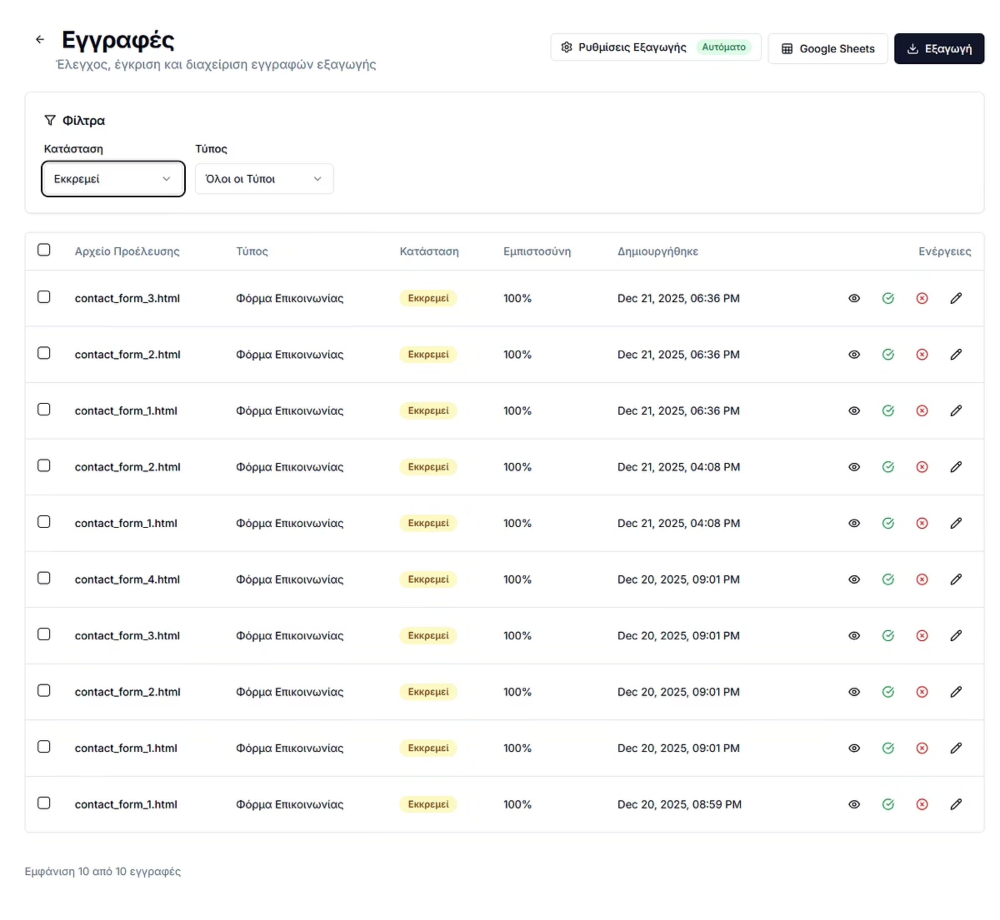 Εγγραφές
Έλεγχος, έγκριση και διαχείριση εγγραφών εξαγωγής
Ρυθμίσεις Εξαγωγής Αυτόματο Google Sheets Εξαγωγή
Φίλτρα
Κατάσταση Τύπος
Εκκρεμεί Όλοι οι Τύποι
Αρχείο Προέλευσης Τύπος Κατάσταση Εμπιστοσύνη Δημιουργήθηκε Ενέργειες
contact_form_3.html Φόρμα Επικοινωνίας Εκκρεμεί 100% Dec 21, 2025, 06:36 PM
contact_form_2.html Φόρμα Επικοινωνίας Εκκρεμεί 100% Dec 21, 2025, 06:36 PM
contact_form_1.html Φόρμα Επικοινωνίας Εκκρεμεί 100% Dec 21, 2025, 06:36 PM
contact_form_2.html Φόρμα Επικοινωνίας Εκκρεμεί 100% Dec 21, 2025, 04:08 PM
contact_form_1.html Φόρμα Επικοινωνίας Εκκρεμεί 100% Dec 21, 2025, 04:08 PM
contact_form_4.html Φόρμα Επικοινωνίας Εκκρεμεί 100% Dec 20, 2025, 09:01 PM
contact_form_3.html Φόρμα Επικοινωνίας Εκκρεμεί 100% Dec 20, 2025, 09:01 PM
contact_form_2.html Φόρμα Επικοινωνίας Εκκρεμεί 100% Dec 20, 2025, 09:01 PM
contact_form_1.html Φόρμα Επικοινωνίας Εκκρεμεί 100% Dec 20, 2025, 09:01 PM
contact_form_1.html Φόρμα Επικοινωνίας Εκκρεμεί 100% Dec 20, 2025, 08:59 PM
Εμφάνιση 10 από 10 εγγραφές